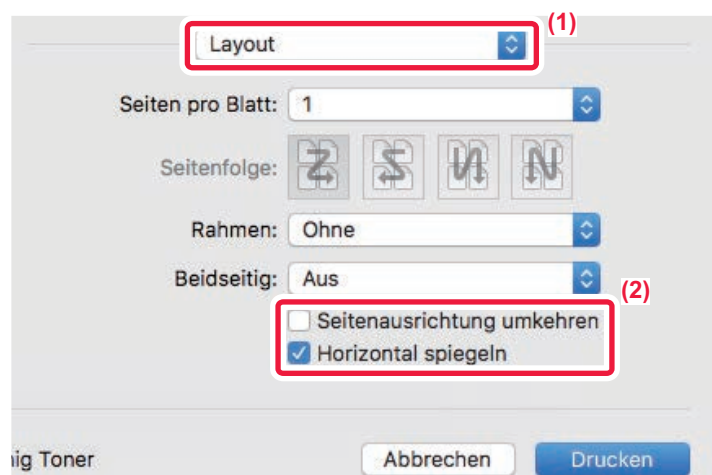 (1)
Layout
Seiten pro Blatt: 1
Seitenfolge:
Rahmen: Ohne
Beidseitig: Aus
(2)
Seitenausrichtung umkehren
Horizontal spiegeln
ig Toner Abbrechen Drucken